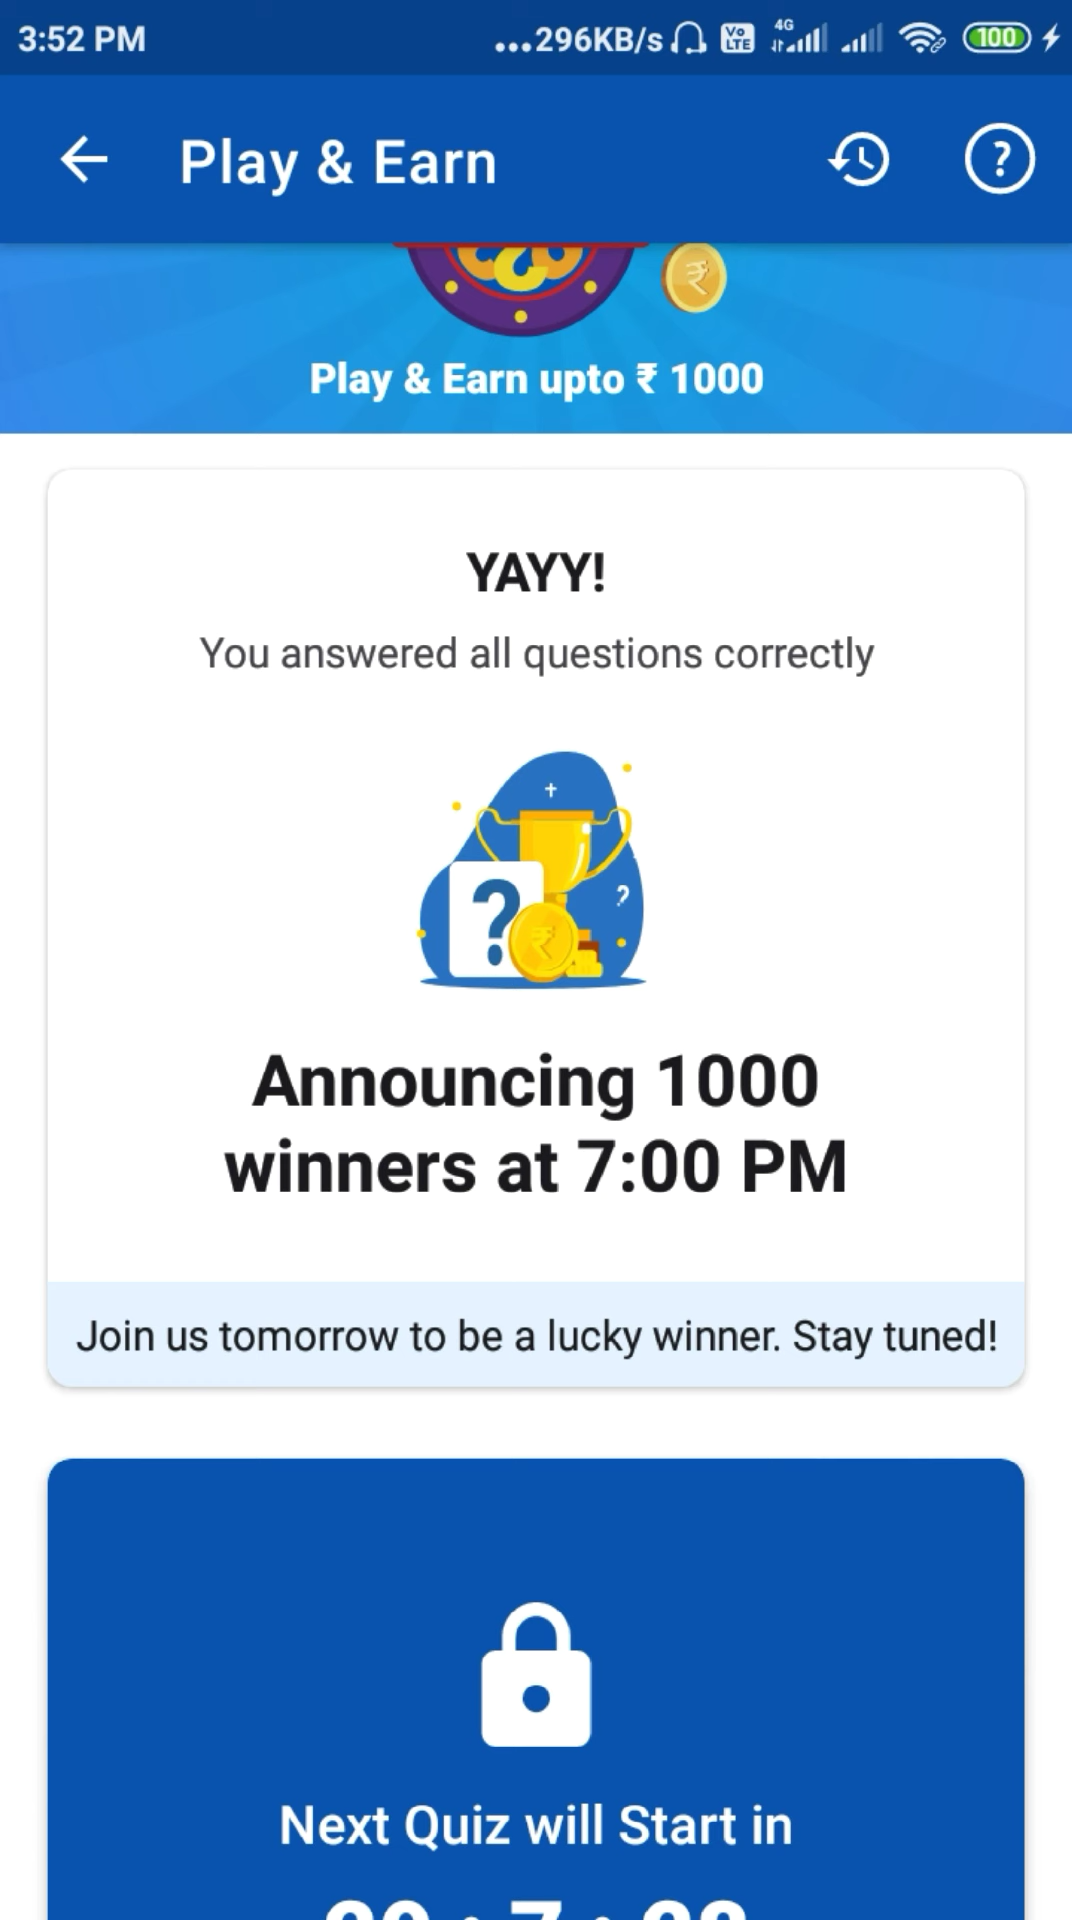 3:52 PM
...296KB/s
Vo
LTE
4G
100
Play & Earn
?
₹
Play & Earn upto ₹ 1000
YAYY!
You answered all questions correctly
?
?
₹
Announcing 1000
winners at 7:00 PM
Join us tomorrow to be a lucky winner. Stay tuned!
Next Quiz will Start in